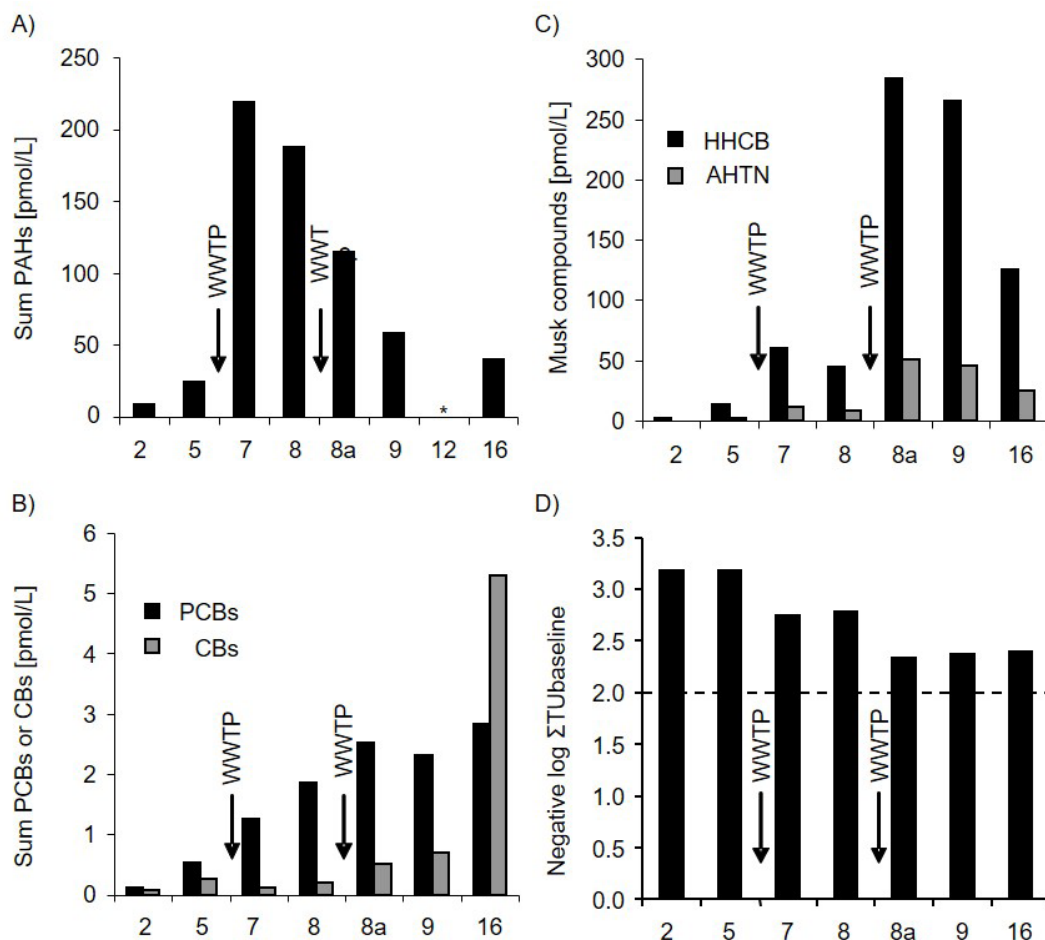 A)
Sum PAHs [pmol/L]
250
200
150
100
50
0
WWTP
WWT
*
2 5 7 8 8a 9 12 16
B)
Sum PCBs or CBs [pmol/L]
6
5
4
3
2
1
0
PCBs
CBs
WWTP
WWTP
2 5 7 8 8a 9 16
C)
Musk compounds [pmol/L]
300
250
200
150
100
50
0
HHCB
AHTN
WWTP
WWTP
2 5 7 8 8a 9 16
D)
Negative log ΣTUbaseline
3.5
3.0
2.5
2.0
1.5
1.0
0.5
0.0
WWTP
WWTP
2 5 7 8 8a 9 16